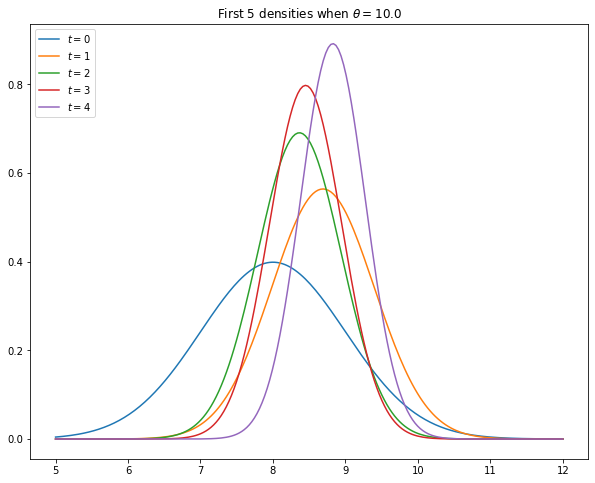 First 5 densities when θ = 10.0
t = 0
t = 1
t = 2
t = 3
t = 4
0.8
0.6
0.4
0.2
0.0
5 6 7 8 9 10 11 12